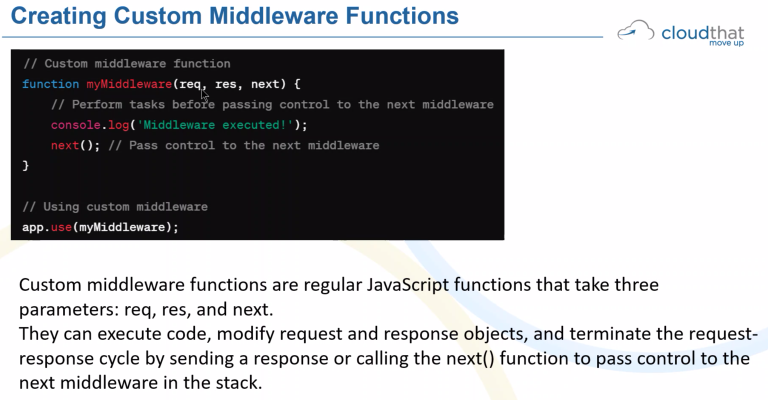 Creating Custom Middleware Functions
cloudthat
move up
// Custom middleware function
function myMiddleware(req, res, next) {
    // Perform tasks before passing control to the next middleware
    console.log('Middleware executed!');
    next(); // Pass control to the next middleware
}
// Using custom middleware
app.use(myMiddleware);
Custom middleware functions are regular JavaScript functions that take three
parameters: req, res, and next.
They can execute code, modify request and response objects, and terminate the request-
response cycle by sending a response or calling the next() function to pass control to the
next middleware in the stack.